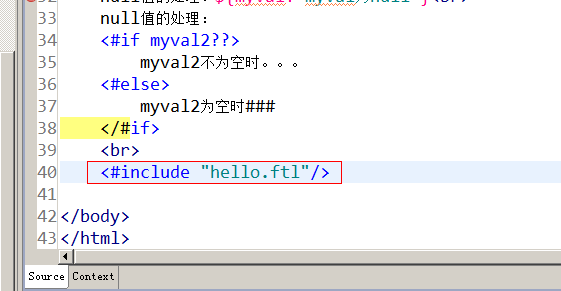 33 null值的处理：
34 <#if myval2??>
35 myval2不为空时。。。
36 <#else>
37 myval2为空时###
38 </#if>
39 <br>
40 <#include "hello.ftl"/>
41
42 </body>
43 </html>
Source Context